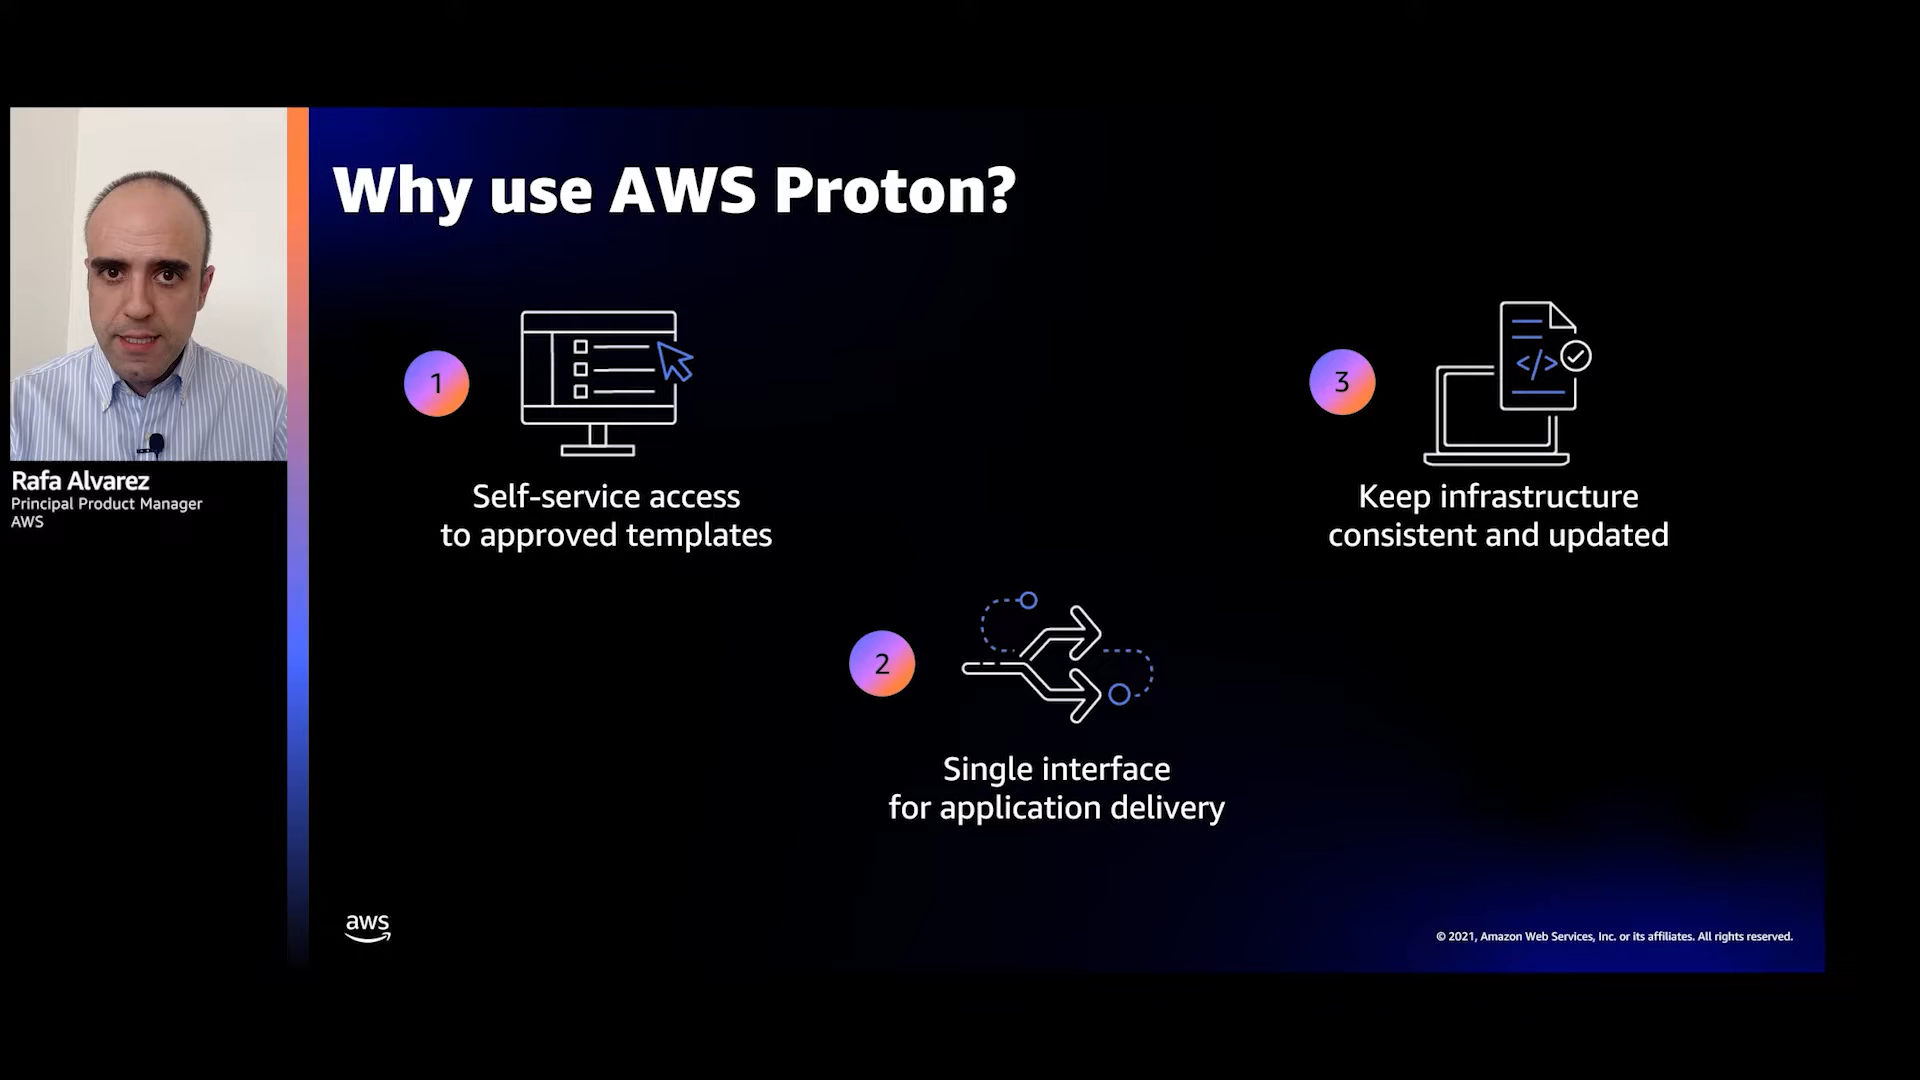 Why use AWS Proton?
1
Self-service access
to approved templates
2
Single interface
for application delivery
3
</>
Keep infrastructure
consistent and updated
Rafa Alvarez
Principal Product Manager
AWS
aws
© 2021, Amazon Web Services, Inc. or its affiliates. All rights reserved.